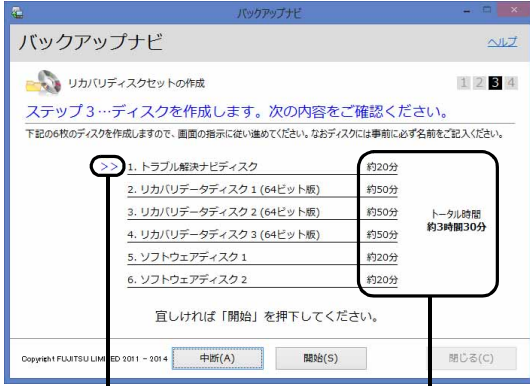 バックアップナビ
バックアップナビ
ヘルプ
リカバリディスクセットの作成
1 2 3 4
ステップ3…ディスクを作成します。次の内容をご確認ください。
下記の6枚のディスクを作成しますので、画面の指示に従い進めてください。なおディスクには事前に必ず名前をご記入ください。
>> 1. トラブル解決ナビディスク 約20分
2. リカバリデータディスク 1 (64ビット版) 約50分
3. リカバリデータディスク 2 (64ビット版) 約50分
4. リカバリデータディスク 3 (64ビット版) 約50分
5. ソフトウェアディスク 1 約20分
6. ソフトウェアディスク 2 約20分
トータル時間
約3時間30分
宜しければ「開始」を押下してください。
Copyright FUJITSU LIMITED 2011 - 2014
中断(A)
開始(S)
閉じる(C)